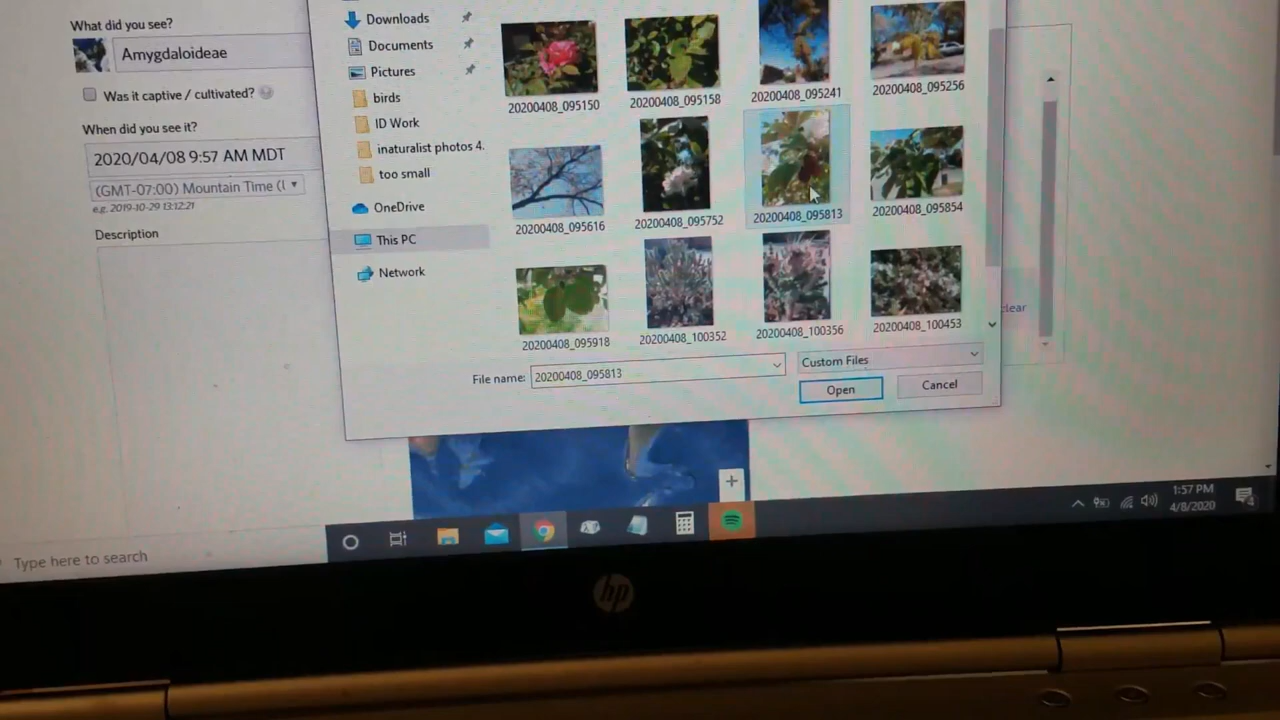 What did you see?
Amygdaloideae
Was it captive / cultivated?
When did you see it?
2020/04/08 9:57 AM MDT
(GMT-07:00) Mountain Time (
e.g. 2019-10-29 13:12:21
Description
Downloads
Documents
Pictures
birds
ID Work
inaturalist photos 4.
too small
OneDrive
This PC
Network
20200408_095150
20200408_095158
20200408_095241
20200408_095256
20200408_095616
20200408_095752
20200408_095813
20200408_095854
20200408_095918
20200408_100352
20200408_100356
20200408_100453
clear
File name:
20200408_095813
Custom Files
Open
Cancel
+
Type here to search
1:57 PM
4/8/2020
hp